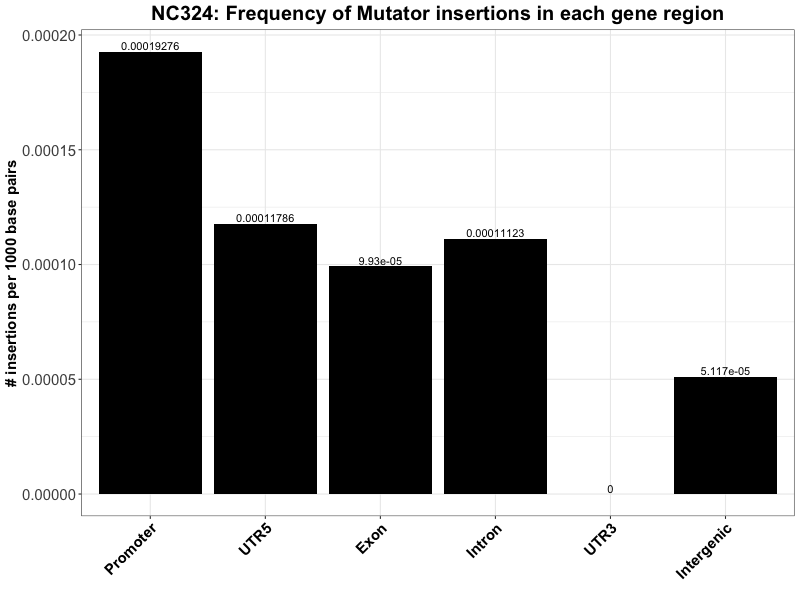 NC324: Frequency of Mutator insertions in each gene region
# insertions per 1000 base pairs
0.00020
0.00015
0.00010
0.00005
0.00000
0.00019276
0.00011786
9.93e-05
0.00011123
0
5.117e-05
Promoter
UTR5
Exon
Intron
UTR3
Intergenic